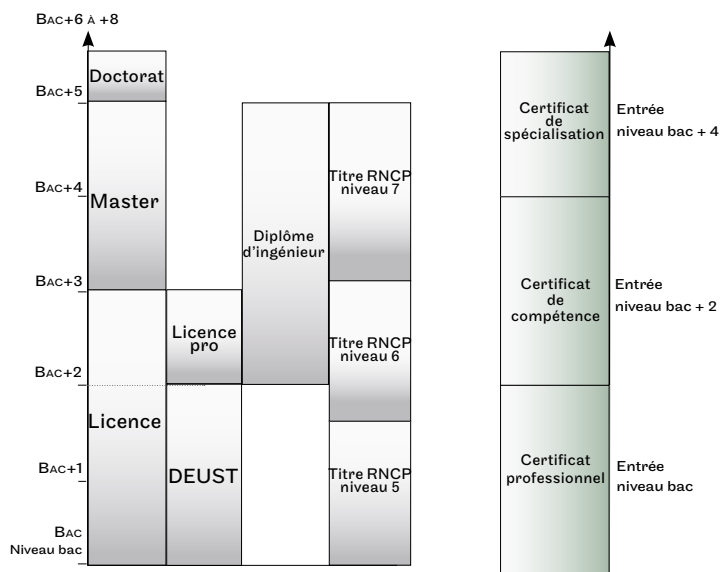 Bac+6 à +8
Doctorat
Bac+5
Master
Bac+4
Bac+3
Licence
pro
Bac+2
Licence
DEUST
Bac+1
Bac
Niveau bac
Diplôme
d'ingénieur
Titre RNCP
niveau 7
Titre RNCP
niveau 6
Titre RNCP
niveau 5
Certificat
de
spécialisation
Entrée
niveau bac + 4
Certificat
de
compétence
Entrée
niveau bac + 2
Certificat
professionnel
Entrée
niveau bac